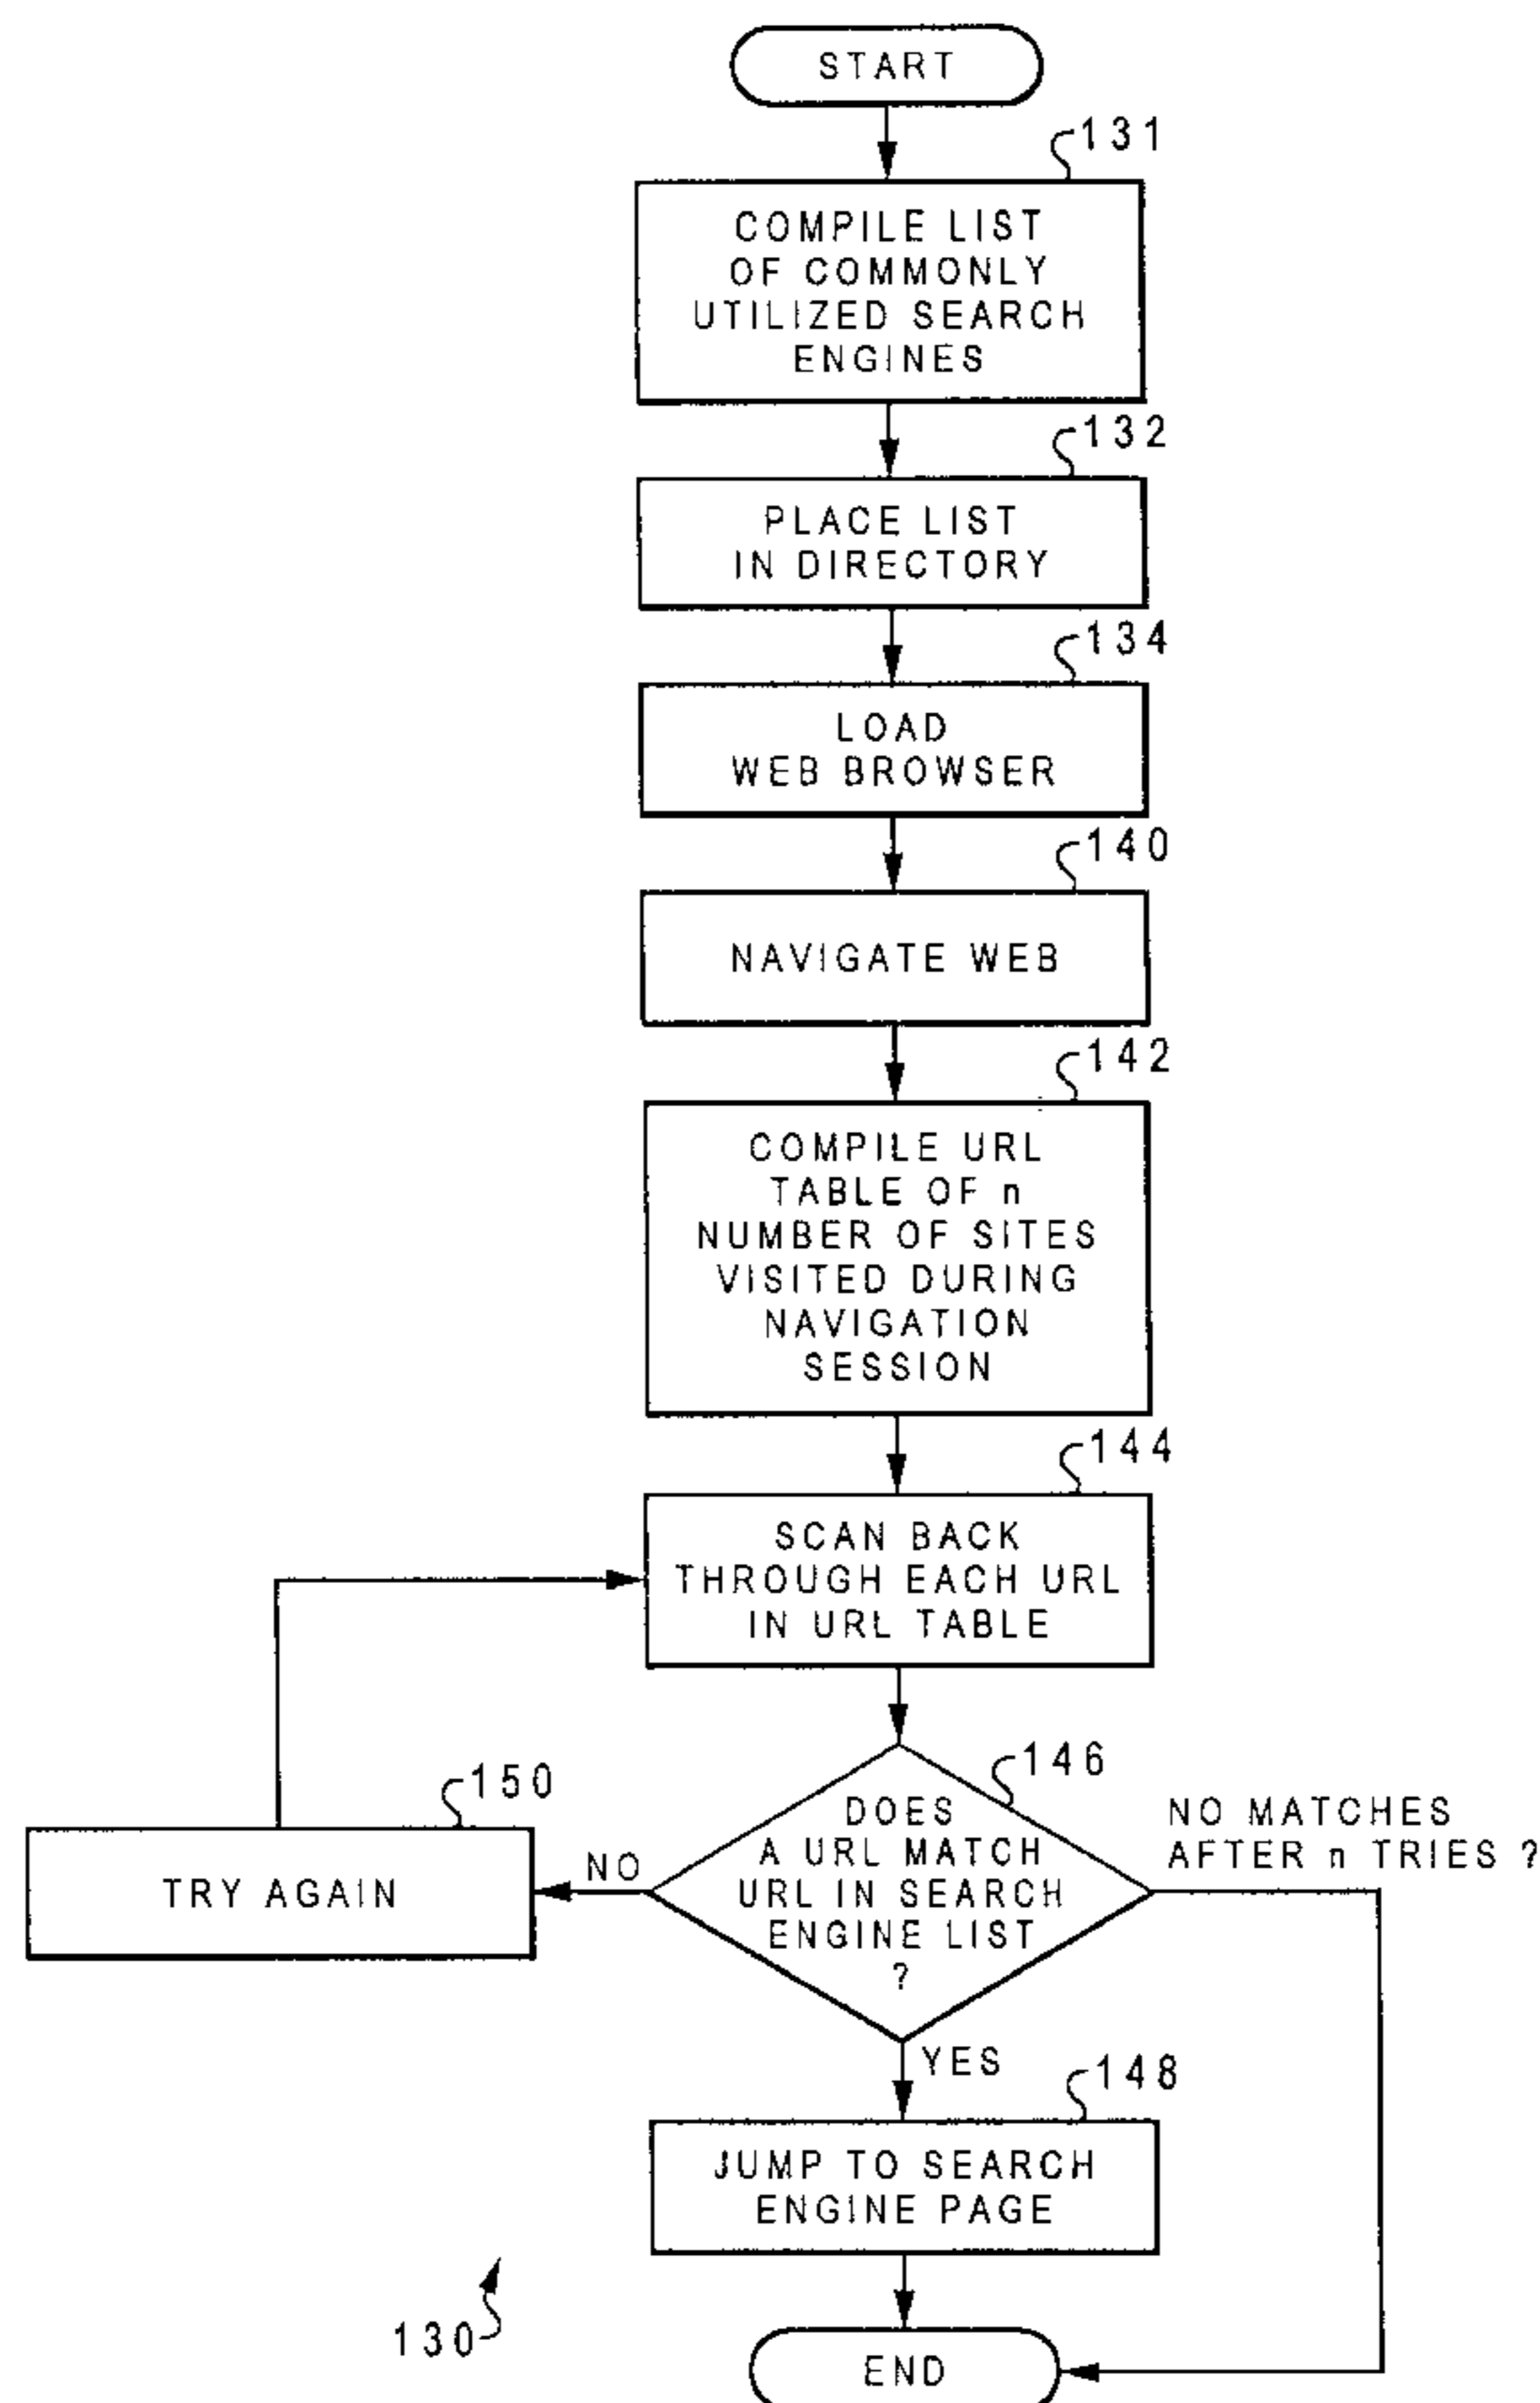 START
131
COMPILE LIST
OF COMMONLY
UTILIZED SEARCH
ENGINES
132
PLACE LIST
IN DIRECTORY
134
LOAD
WEB BROWSER
140
NAVIGATE WEB
142
COMPILE URL
TABLE OF n
NUMBER OF SITES
VISITED DURING
NAVIGATION
SESSION
144
SCAN BACK
THROUGH EACH URL
IN URL TABLE
146
DOES
A URL MATCH
URL IN SEARCH
ENGINE LIST
?
NO MATCHES
AFTER n TRIES ?
150
NO
TRY AGAIN
YES
148
JUMP TO SEARCH
ENGINE PAGE
130
END